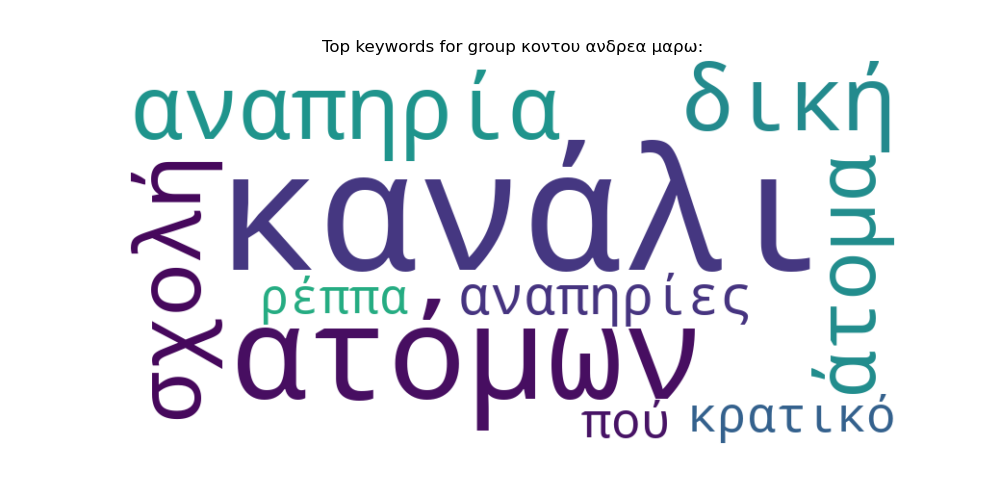 Top keywords for group κοντου ανδρεα μαρω:
αναπηρία
δική
σχολή
κανάλι
άτομα
ρέππα
αναπηρίες
ατόμων
πού
κρατικό